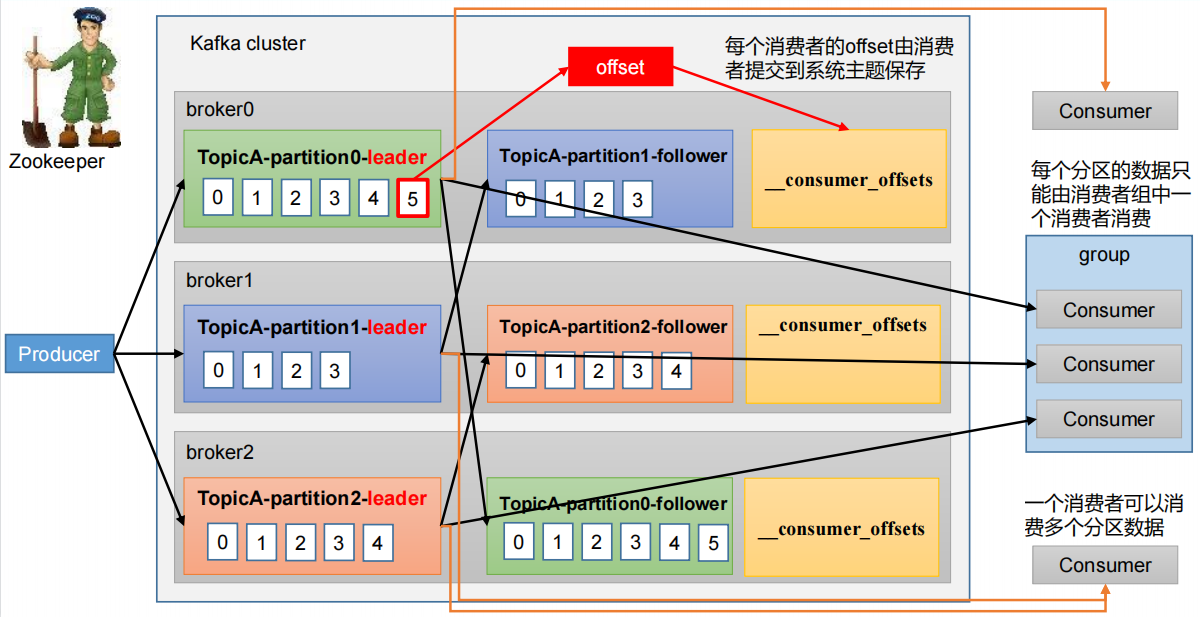 ZOO
Zookeeper
Kafka cluster
offset
每个消费者的offset由消费
者提交到系统主题保存
broker0
TopicA-partition0-leader
0 1 2 3 4 5
TopicA-partition1-follower
0 1 2 3
__consumer_offsets
Consumer
每个分区的数据只
能由消费者组中一
个消费者消费
group
Consumer
Consumer
Consumer
Producer
broker1
TopicA-partition1-leader
0 1 2 3
TopicA-partition2-follower
0 1 2 3 4
__consumer_offsets
broker2
TopicA-partition2-leader
0 1 2 3 4
TopicA-partition0-follower
0 1 2 3 4 5
__consumer_offsets
一个消费者可以消
费多个分区数据
Consumer